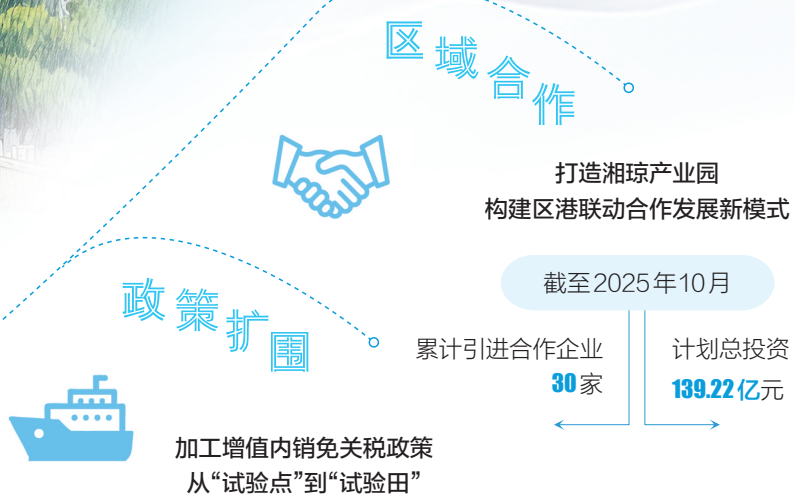 区域合作
打造湘琼产业园
构建区港联动合作发展新模式
截至2025年10月
累计引进合作企业
30家
计划总投资
139.22亿元
政策扩围
加工增值内销免关税政策
从“试验点”到“试验田”